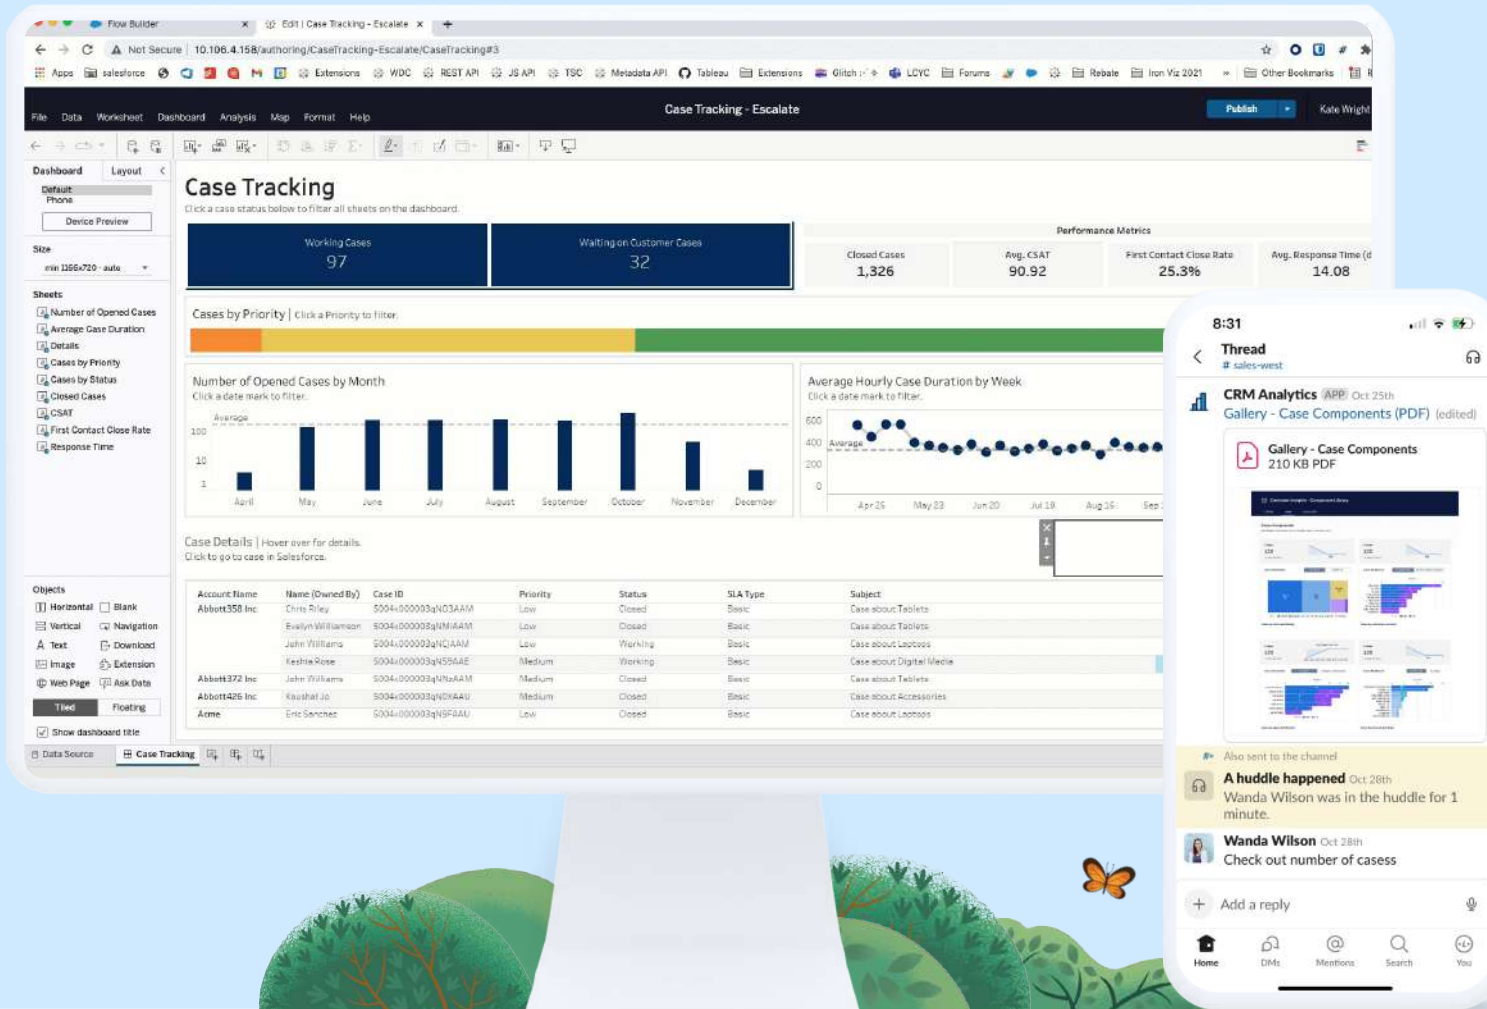 Flow Builder
Edit | Case Tracking - Escalate
Not Secure | 10.106.4.158/authoring/CaseTracking-Escalate/CaseTracking#3
Apps salesforce Extensions WDC REST API JS API TSC Metadata API Tableau Extensions Glitch LCYC Forums Rebate Iron Viz 2021 » Other Bookmarks
Case Tracking - Escalate
Publish
Kate Wright
File Data Worksheet Dashboard Analysis Map Format Help
Dashboard Layout
Default
Phone
Device Preview
Size
min 1166x720 - auto
Sheets
Number of Opened Cases
Average Case Duration
Details
Cases by Priority
Cases by Status
Closed Cases
CSAT
First Contact Close Rate
Response Time
Objects
Horizontal Blank
Vertical Navigation
Text Download
Image Extension
Web Page Ask Data
Tiled Floating
Show dashboard title
Data Source Case Tracking
Case Tracking
Click a case status below to filter all sheets on the dashboard.
Working Cases
97
Waiting on Customer Cases
32
Performance Metrics
Closed Cases
1,326
Avg. CSAT
90.92
First Contact Close Rate
25.3%
Avg. Response Time (d
14.08
Cases by Priority | Click a Priority to filter.
Number of Opened Cases by Month
Click a date mark to filter.
Average
100
10
1
April May June July August September October November December
Average Hourly Case Duration by Week
Click a date mark to filter.
600
400
Average
200
0
Apr 25 May 23 Jun 20 Jul 18 Aug 15 Sep
Case Details | Hover over for details.
Click to go to case in Salesforce.
Account Name Name (Owned By) Case ID Priority Status SLA Type Subject
Abbott358 Inc Chris Riley Low Closed Basic Case about Tablets
Evelyn Williamson Low Closed Basic Case about Tablets
John Williams Low Working Basic Case about Laptops
Keshia Rose Medium Working Basic Case about Digital Media
Abbott372 Inc John Williams Medium Closed Basic Case about Tablets
Abbott426 Inc Kaushal Jo Medium Closed Basic Case about Accessories
Acme Eric Sanchez Low Closed Basic Case about Laptops
8:31
Thread
# sales-west
CRM Analytics APP Oct 25th
Gallery - Case Components (PDF) (edited)
Gallery - Case Components
210 KB PDF
Also sent to the channel
A huddle happened Oct 28th
Wanda Wilson was in the huddle for 1
minute.
Wanda Wilson Oct 28th
Check out number of casess
Add a reply
Home DMs Mentions Search You